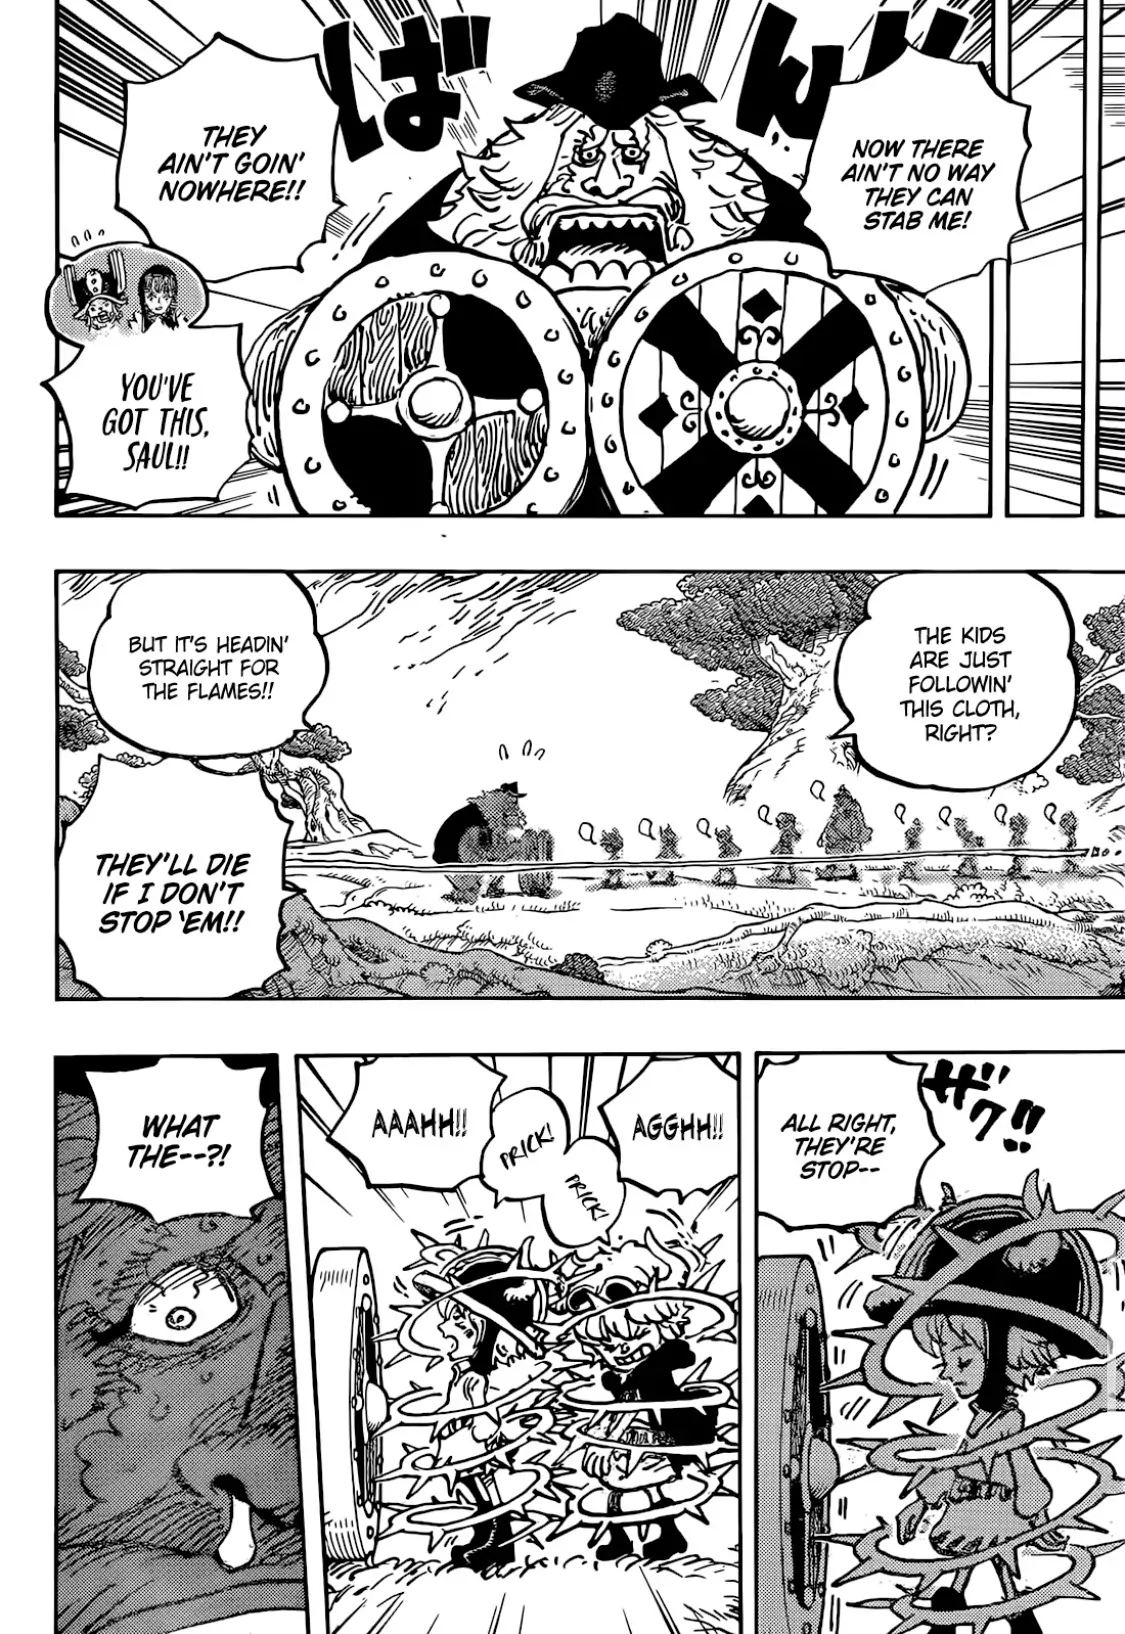 ばんッ
NOW THERE
AIN'T NO WAY
THEY CAN
STAB ME!
THEY
AIN'T GOIN'
NOWHERE!!
YOU'VE
GOT THIS,
SAUL!!
THE KIDS
ARE JUST
FOLLOWIN'
THIS CLOTH,
RIGHT?
BUT IT'S HEADIN'
STRAIGHT FOR
THE FLAMES!!
THEY'LL DIE
IF I DON'T
STOP 'EM!!
ザク!!
ALL RIGHT,
THEY'RE
STOP--
AGGHH!!
PRICK!
PRICK!
AAAHH!!
WHAT
THE--?!